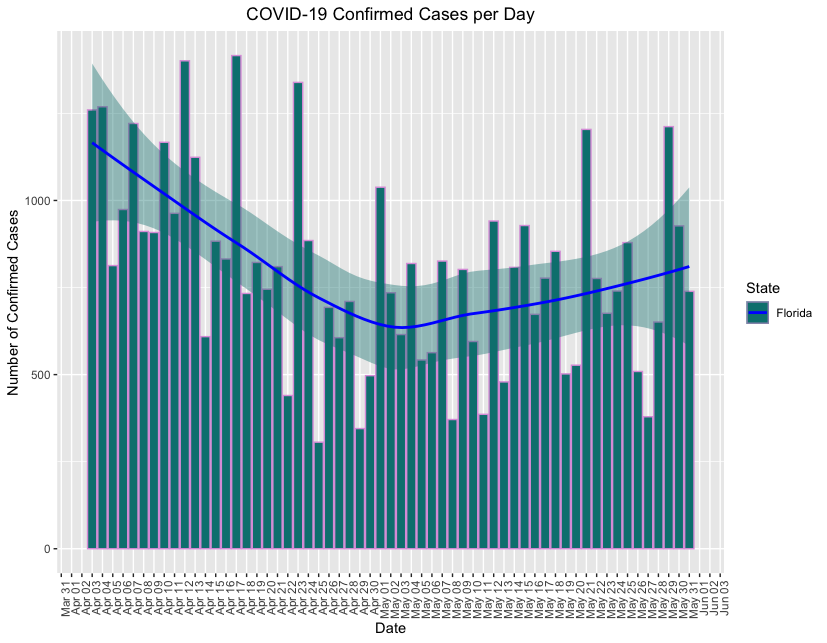 COVID-19 Confirmed Cases per Day
Number of Confirmed Cases
1000
500
0
Mar 31
Apr 01
Apr 02
Apr 03
Apr 04
Apr 05
Apr 06
Apr 07
Apr 08
Apr 09
Apr 10
Apr 11
Apr 12
Apr 13
Apr 14
Apr 15
Apr 16
Apr 17
Apr 18
Apr 19
Apr 20
Apr 21
Apr 22
Apr 23
Apr 24
Apr 25
Apr 26
Apr 27
Apr 28
Apr 29
Apr 30
May 01
May 02
May 03
May 04
May 05
May 06
May 07
May 08
May 09
May 10
May 11
May 12
May 13
May 14
May 15
May 16
May 17
May 18
May 19
May 20
May 21
May 22
May 23
May 24
May 25
May 26
May 27
May 28
May 29
May 30
May 31
Jun 01
Jun 02
Jun 03
Date
State
Florida